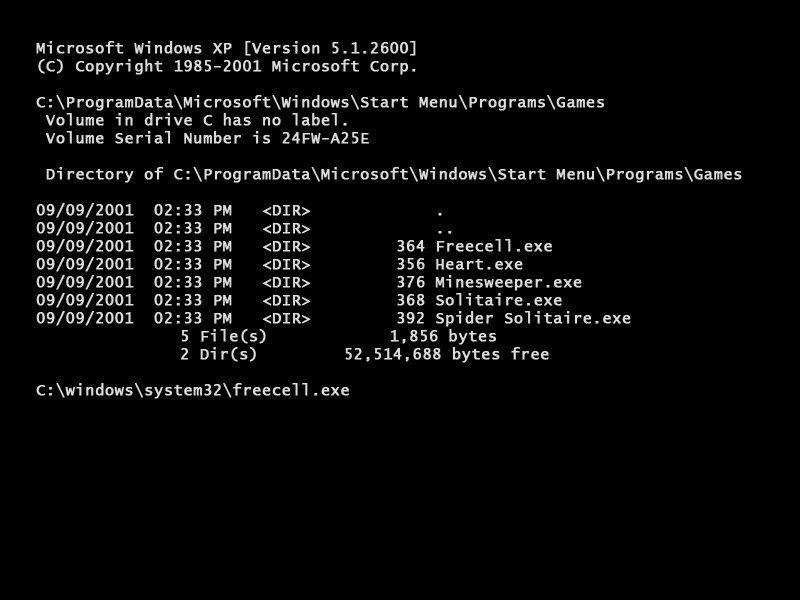 Microsoft Windows XP [Version 5.1.2600]
(C) Copyright 1985-2001 Microsoft Corp.
C:\ProgramData\Microsoft\Windows\Start Menu\Programs\Games
Volume in drive C has no label.
Volume Serial Number is 24FW-A25E
Directory of C:\ProgramData\Microsoft\Windows\Start Menu\Programs\Games
09/09/2001 02:33 PM <DIR> .
09/09/2001 02:33 PM <DIR> ..
09/09/2001 02:33 PM <DIR> 364 Freecell.exe
09/09/2001 02:33 PM <DIR> 356 Heart.exe
09/09/2001 02:33 PM <DIR> 376 Minesweeper.exe
09/09/2001 02:33 PM <DIR> 368 Solitaire.exe
09/09/2001 02:33 PM <DIR> 392 Spider Solitaire.exe
5 File(s) 1,856 bytes
2 Dir(s) 52,514,688 bytes free
C:\windows\system32\freecell.exe